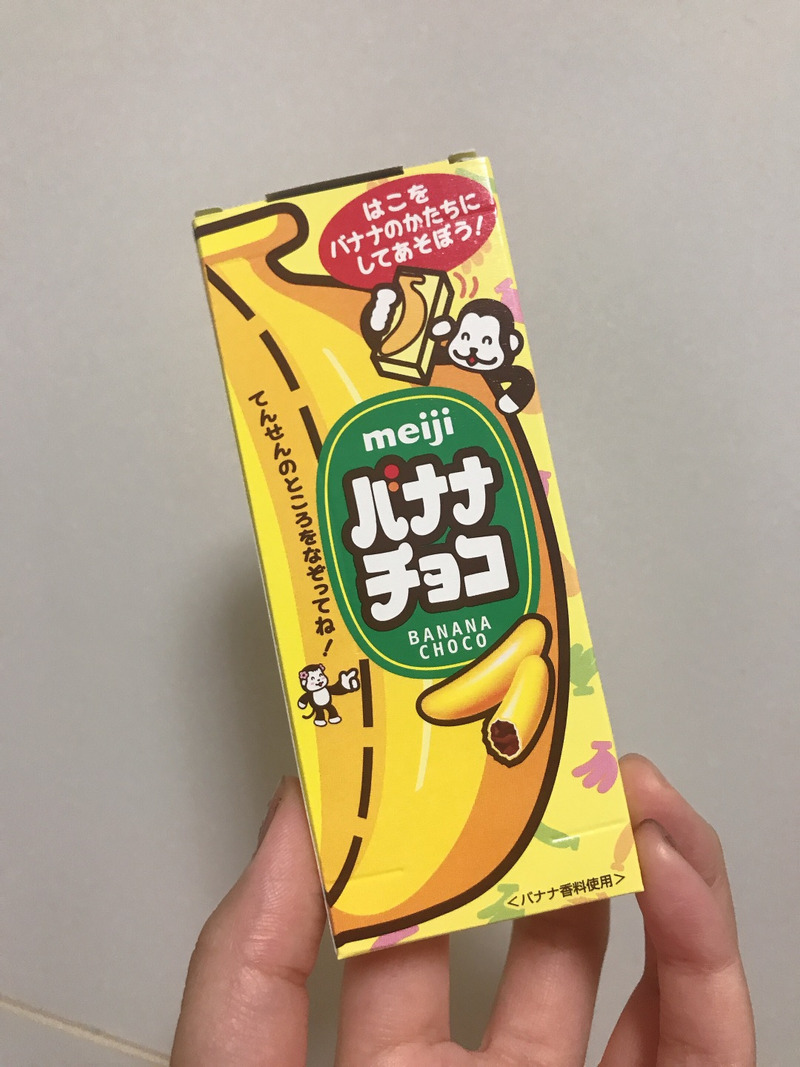 はこを
バナナのかたちに
してあそぼう!
てんせんのところをなぞってね!
meiji
バナナ
チョコ
BANANA
CHOCO
<バナナ香料使用>